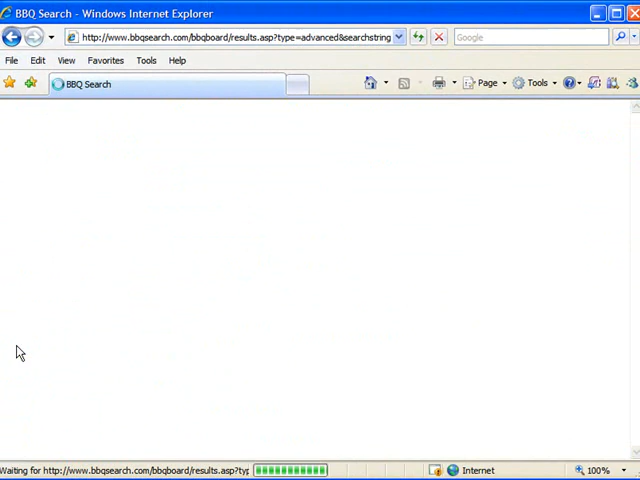 BBQ Search - Windows Internet Explorer
http://www.bbqsearch.com/bbqboard/results.asp?type=advanced&searchstring
Google
File Edit View Favorites Tools Help
BBQ Search
Page Tools
Waiting for http://www.bbqsearch.com/bbqboard/results.asp?typ
Internet
100%